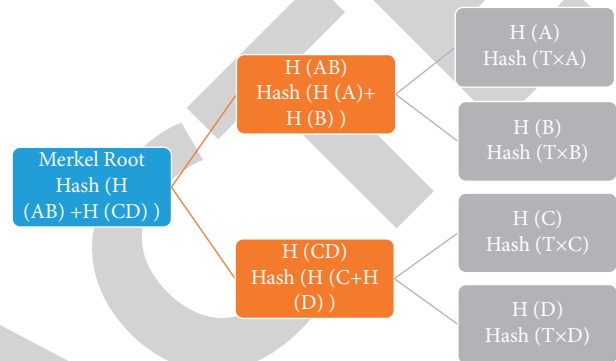 H (A)
Hash (T×A)
H (AB)
Hash (H (A)+
H (B) )
H (B)
Hash (T×B)
Merkel Root
Hash (H
(AB) +H (CD) )
H (C)
Hash (T×C)
H (CD)
Hash (H (C+H
(D) )
H (D)
Hash (T×D)